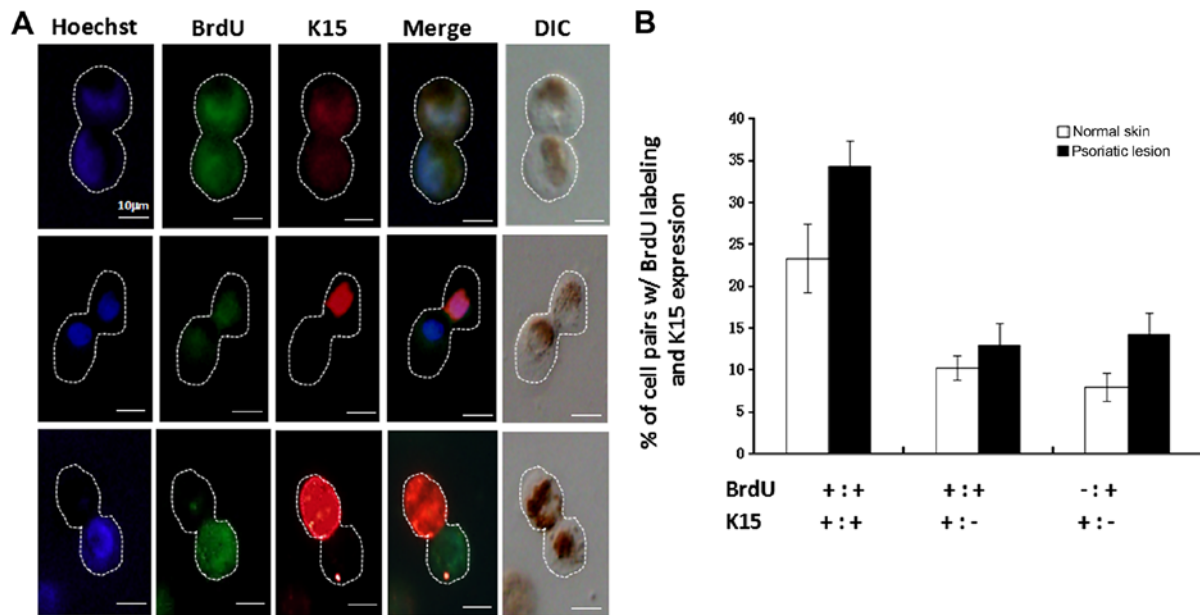 A
Hoechst BrdU K15 Merge DIC
10µm
B
% of cell pairs w/ BrdU labeling
and K15 expression
40
35
30
25
20
15
10
5
0
Normal skin
Psoriatic lesion
BrdU +:+ +:+ -:+
K15 +:+ +:- +:-